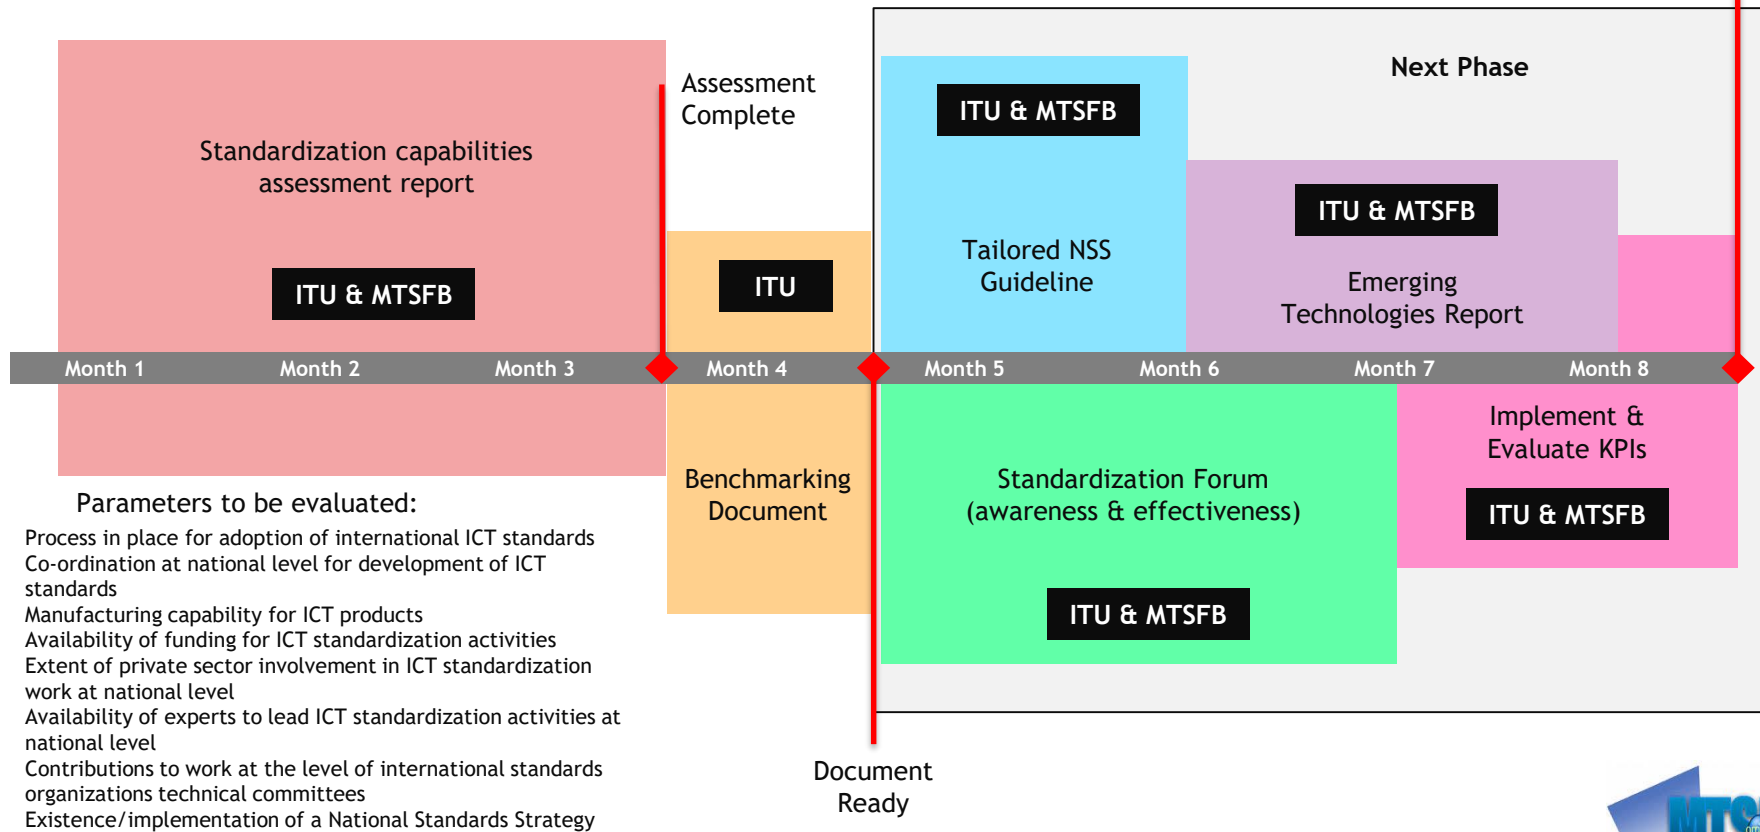 Next Phase
Assessment
Complete
ITU & MTSFB
Standardization capabilities
assessment report
ITU & MTSFB
ITU
Tailored NSS
Guideline
ITU & MTSFB
Emerging
Technologies Report
ITU & MTSFB
Month 1
Month 2
Month 3
Month 4
Month 5
Month 6
Month 7
Month 8
Implement &
Evaluate KPIs
ITU & MTSFB
Benchmarking
Document
Standardization Forum
(awareness & effectiveness)
ITU & MTSFB
Parameters to be evaluated:
Process in place for adoption of international ICT standards
Co-ordination at national level for development of ICT
standards
Manufacturing capability for ICT products
Availability of funding for ICT standardization activities
Extent of private sector involvement in ICT standardization
work at national level
Availability of experts to lead ICT standardization activities at
national level
Contributions to work at the level of international standards
organizations technical committees
Existence/implementation of a National Standards Strategy
Document
Ready